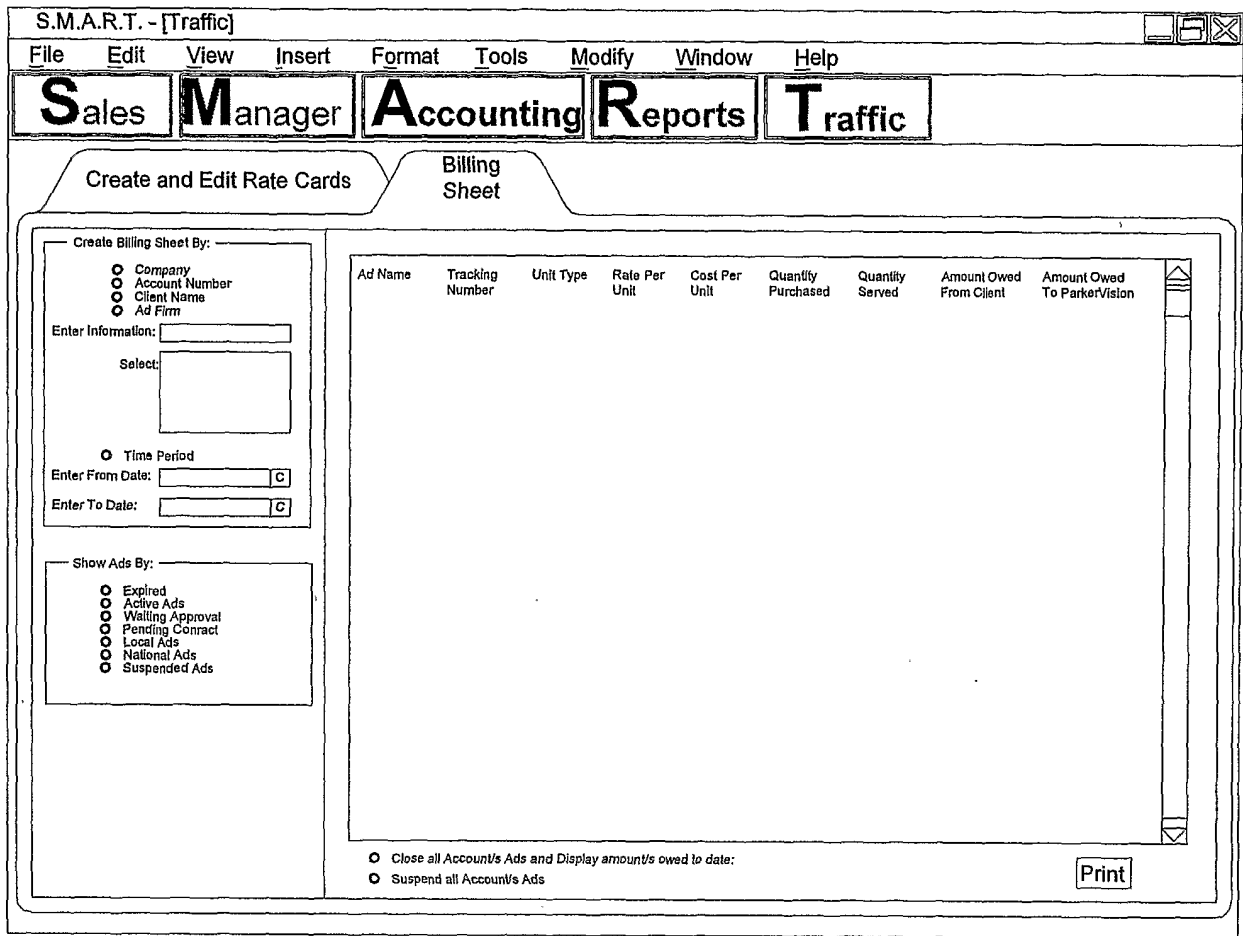 S.M.A.R.T. - [Traffic]
File Edit View Insert Format Tools Modify Window Help
Sales Manager Accounting Reports Traffic
Create and Edit Rate Cards
Billing
Sheet
Create Billing Sheet By:
Company
Account Number
Client Name
Ad Firm
Enter Information:
Select:
Time Period
Enter From Date: C
Enter To Date: C
Show Ads By:
Expired
Active Ads
Waiting Approval
Pending Conract
Local Ads
National Ads
Suspended Ads
Ad Name Tracking Unit Type Rate Per Cost Per Quantity Quantity Amount Owed Amount Owed
Number Unit Unit Purchased Served From Client To ParkerVision
Close all Account/s Ads and Display amount/s owed to date:
Suspend all Account/s Ads
Print